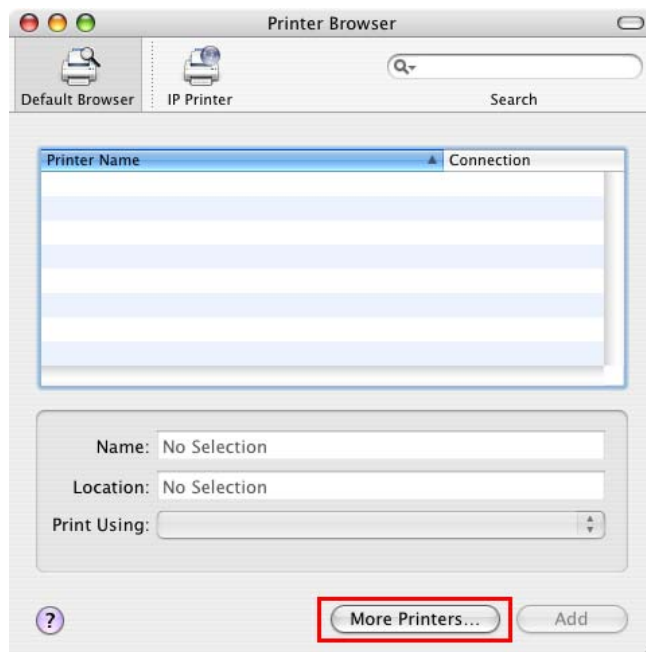 Printer Browser
Default Browser
IP Printer
Search
Printer Name
Connection
Name: No Selection
Location: No Selection
Print Using:
?
More Printers...
Add